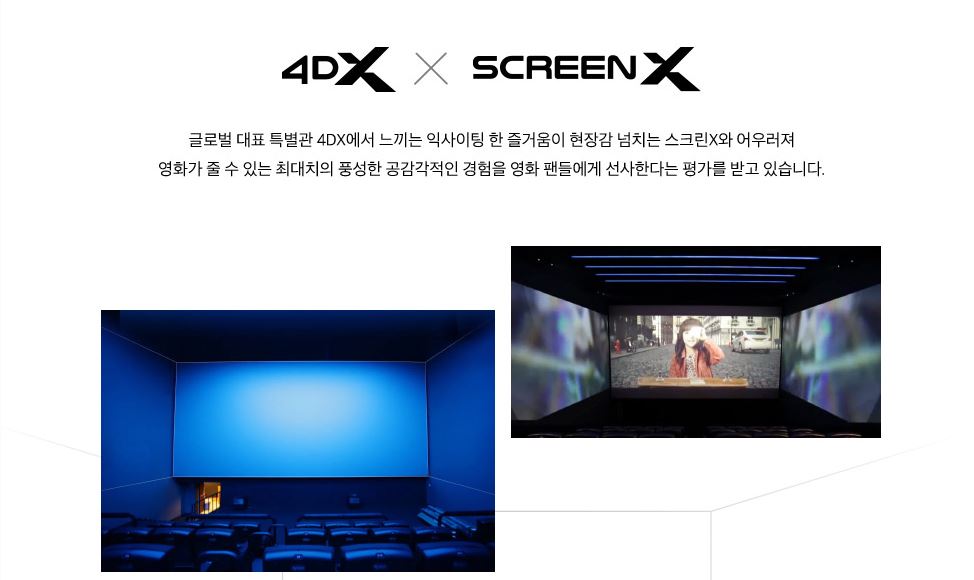 4DX × SCREEN X
글로벌 대표 특별관 4DX에서 느끼는 익사이팅 한 즐거움이 현장감 넘치는 스크린X와 어우러져
영화가 줄 수 있는 최대치의 풍성한 공감각적인 경험을 영화 팬들에게 선사한다는 평가를 받고 있습니다.